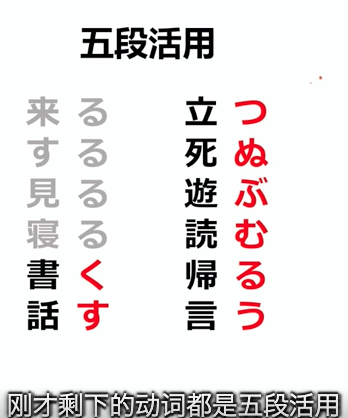 五段活用
来る
する
見る
寝る
書く
話す
立つ
死ぬ
遊ぶ
読む
帰る
言う
刚才剩下的动词都是五段活用